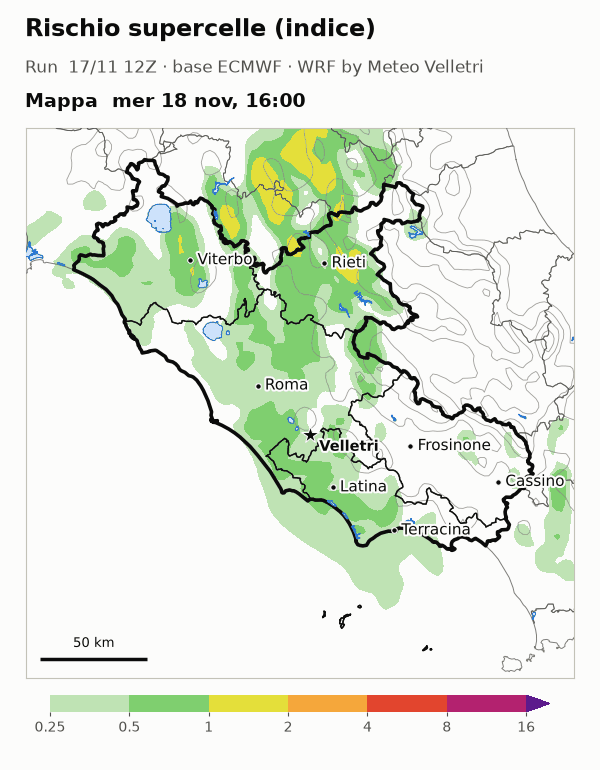 Rischio supercelle (indice)
Run  17/11 12Z · base ECMWF · WRF by Meteo Velletri
Mappa  mer 18 nov, 16:00
Viterbo
Rieti
Roma
Velletri
Frosinone
Latina
Cassino
Terracina
50 km
0.25 0.5 1 2 4 8 16